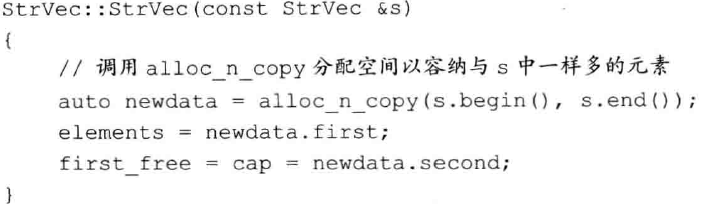 StrVec::StrVec(const StrVec &s)
{
    // 调用 alloc_n_copy 分配空间以容纳与 s 中一样多的元素
    auto newdata = alloc_n_copy(s.begin(), s.end());
    elements = newdata.first;
    first_free = cap = newdata.second;
}